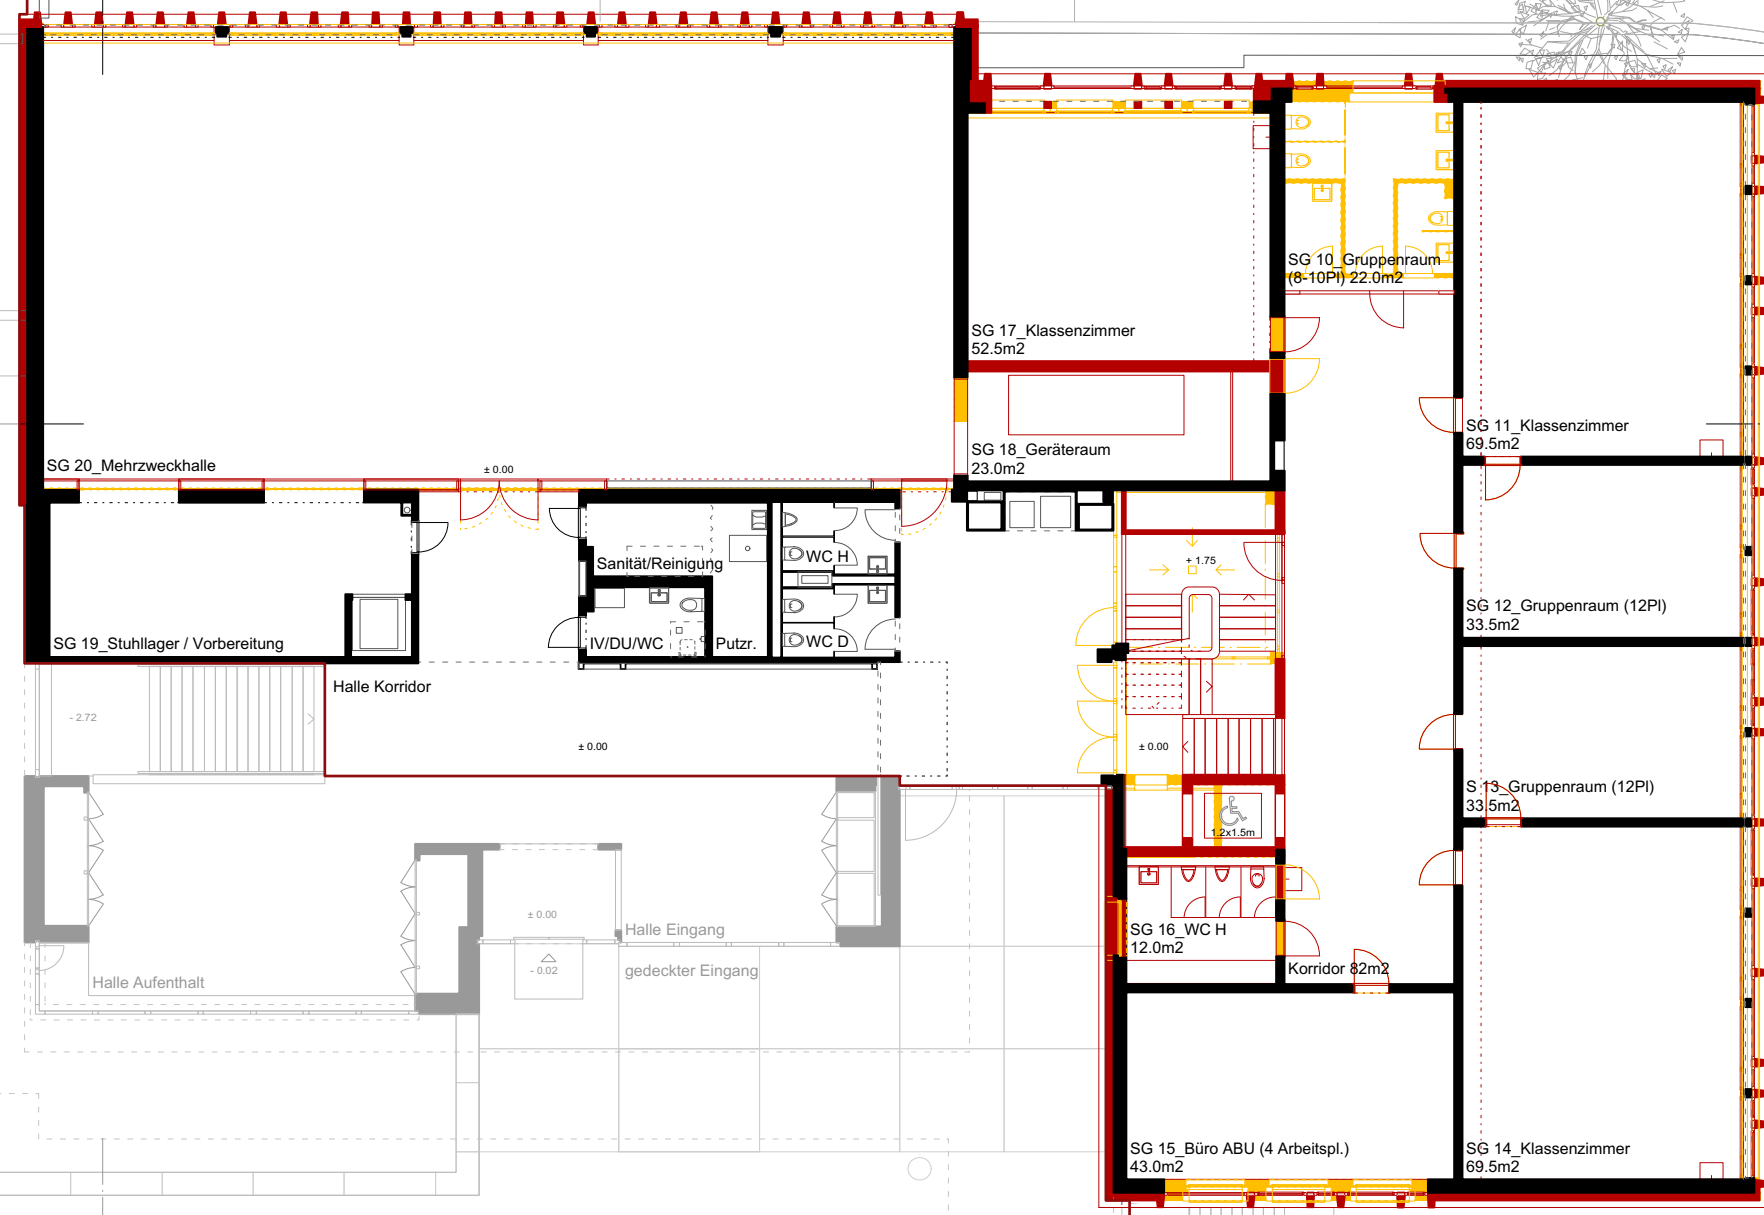 SG 10_Gruppenraum
(8-10Pl) 22.0m2
SG 17_Klassenzimmer
52.5m2
SG 11_Klassenzimmer
69.5m2
SG 18_Geräteraum
23.0m2
SG 20_Mehrzweckhalle
± 0.00
Sanität/Reinigung
WC H
+ 1.75
SG 12_Gruppenraum (12Pl)
33.5m2
SG 19_Stuhllager / Vorbereitung
IV/DU/WC
Putzr.
WC D
Halle Korridor
- 2.72
± 0.00
± 0.00
S 13_Gruppenraum (12Pl)
33.5m2
1.2x1.5m
± 0.00
Halle Eingang
SG 16_WC H
12.0m2
- 0.02
gedeckter Eingang
Korridor 82m2
Halle Aufenthalt
SG 15_Büro ABU (4 Arbeitspl.)
43.0m2
SG 14_Klassenzimmer
69.5m2